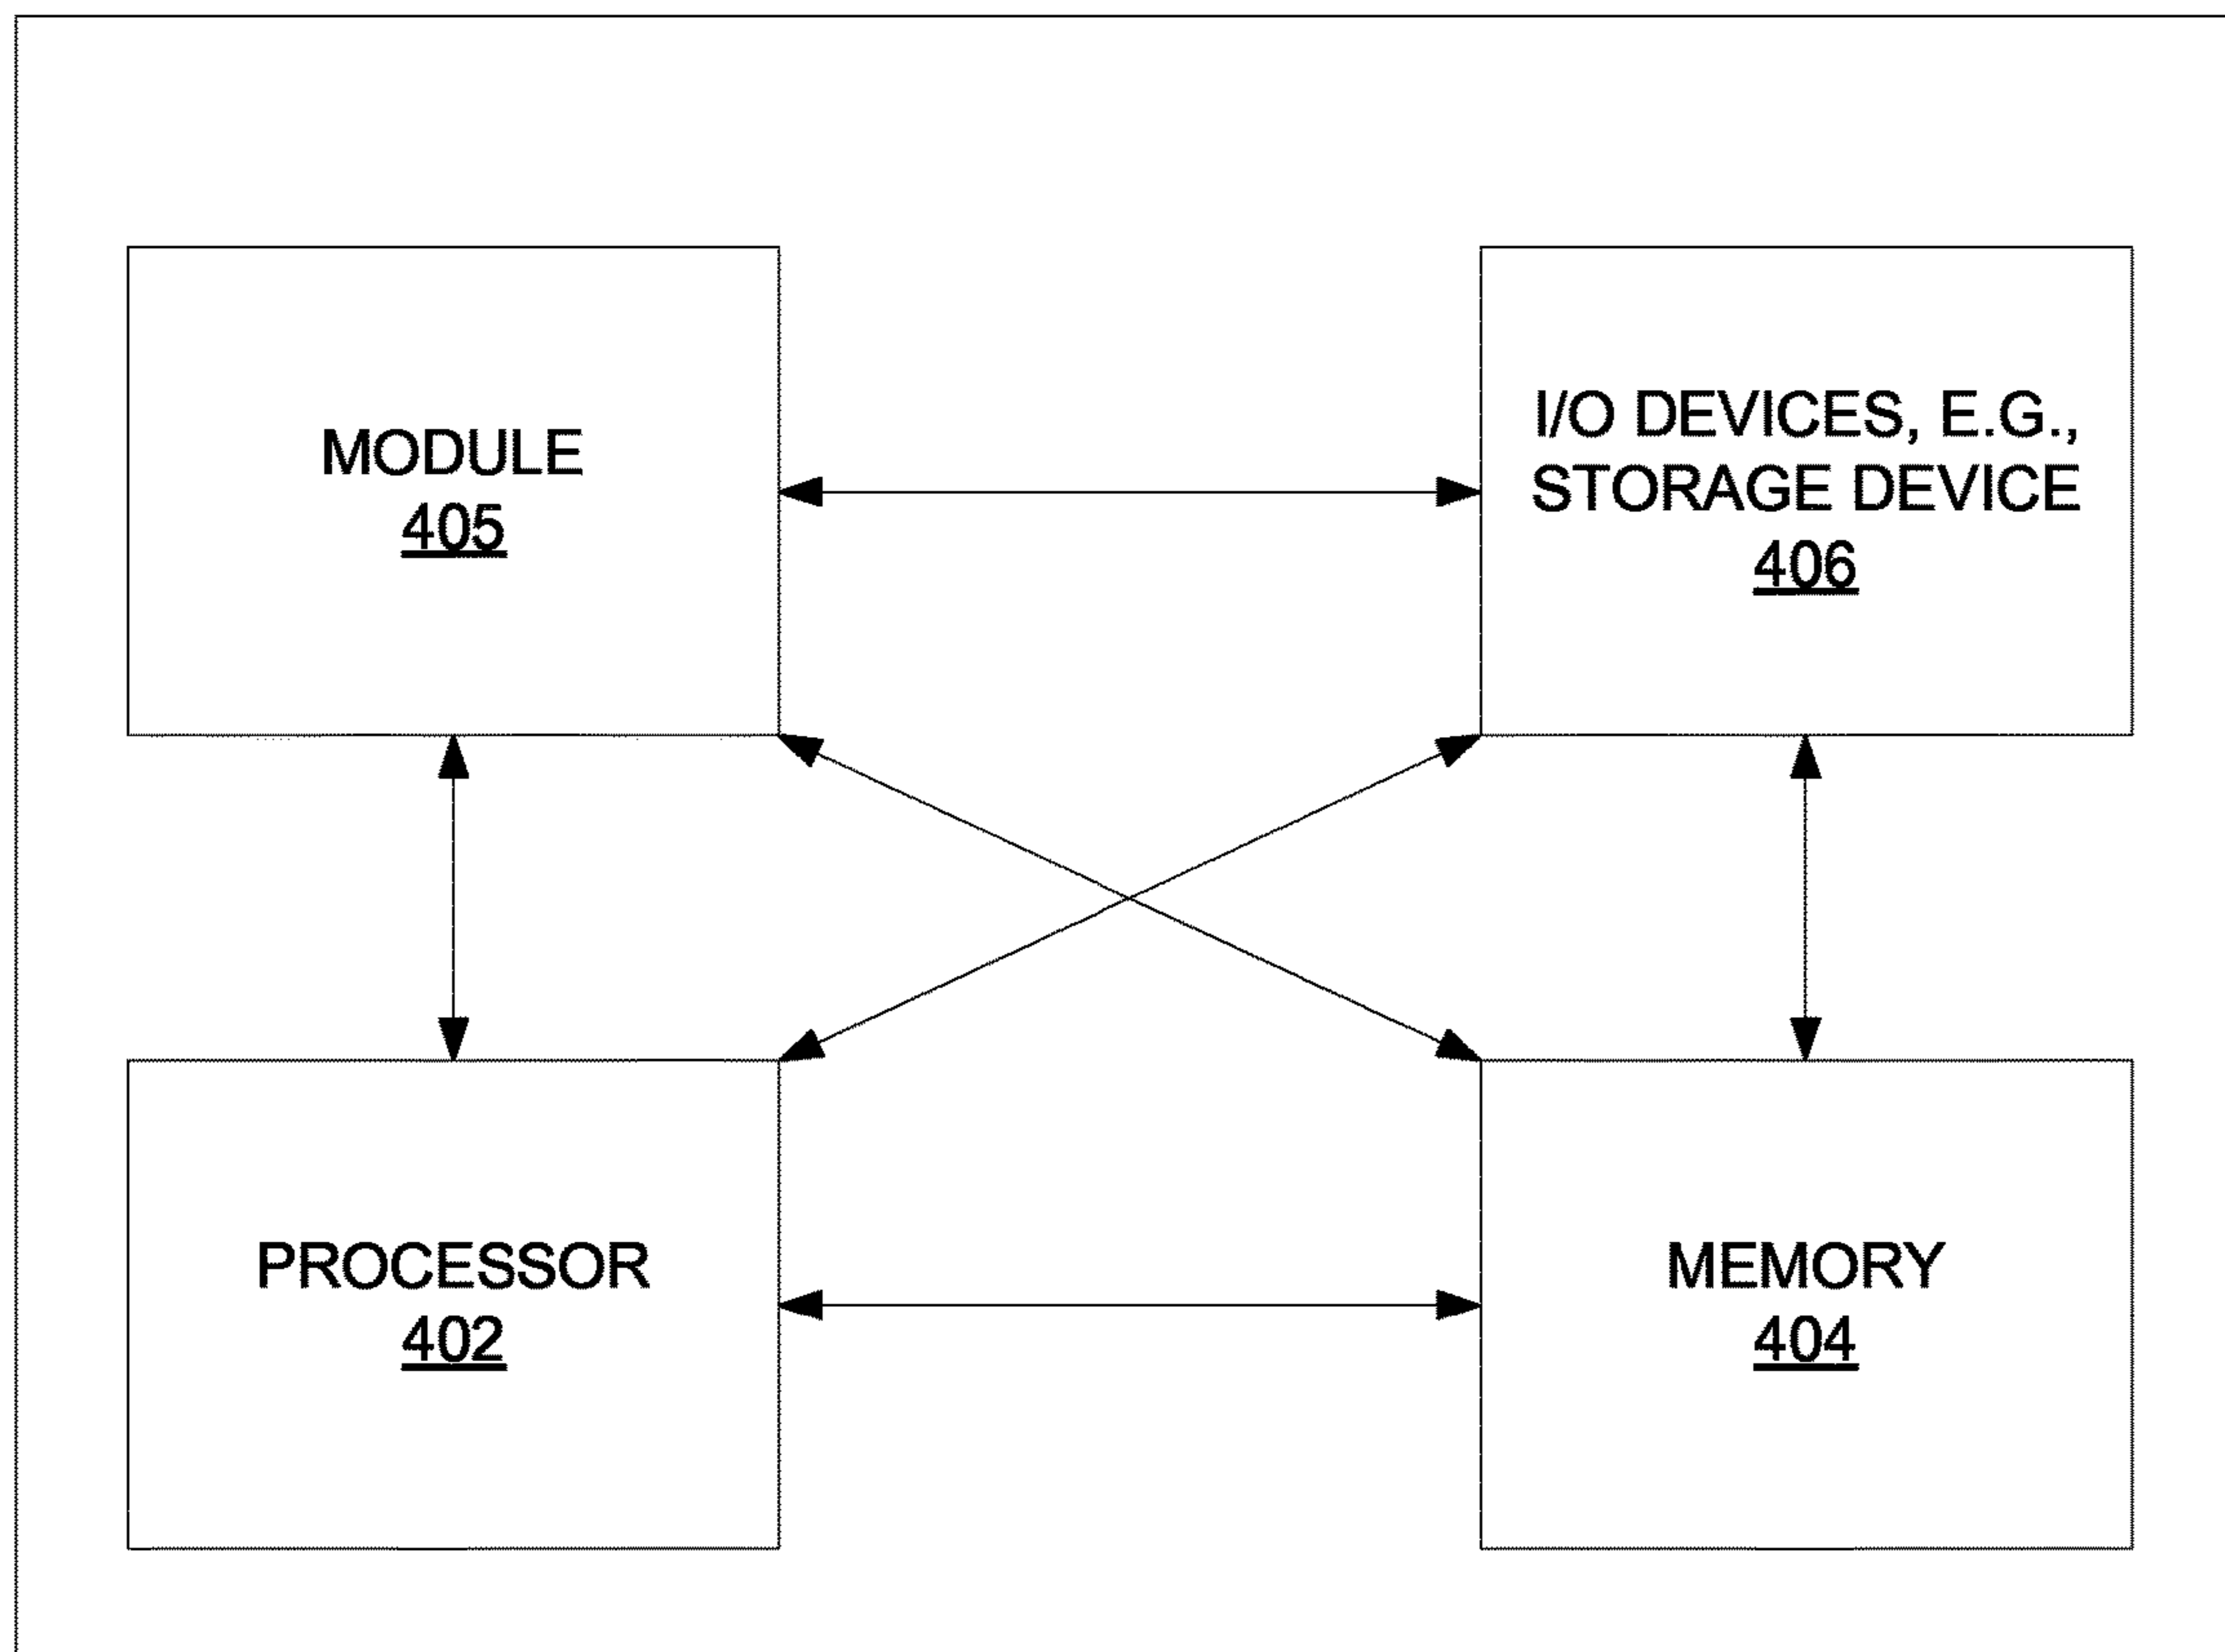 MODULE
405
I/O DEVICES, E.G.,
STORAGE DEVICE
406
PROCESSOR
402
MEMORY
404